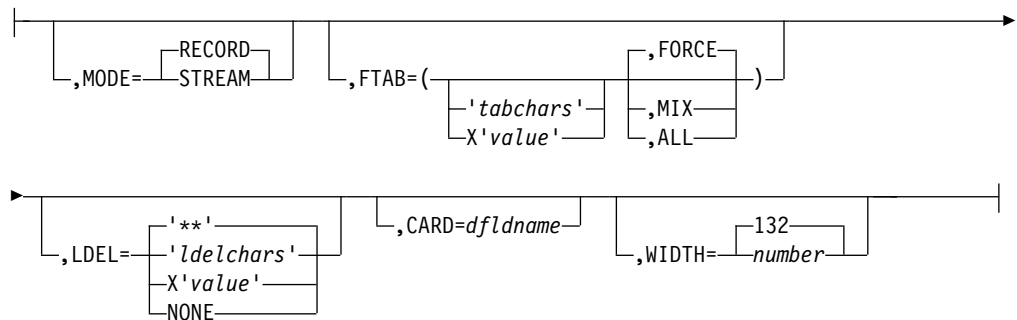 RECORD
,MODE= STREAM
,FTAB=( 'tabchars' ,FORCE )
X'value' ,MIX
,ALL
'**'
,LDEL= 'ldelchars' ,CARD=dfldname ,WIDTH= 132
X'value' number
NONE